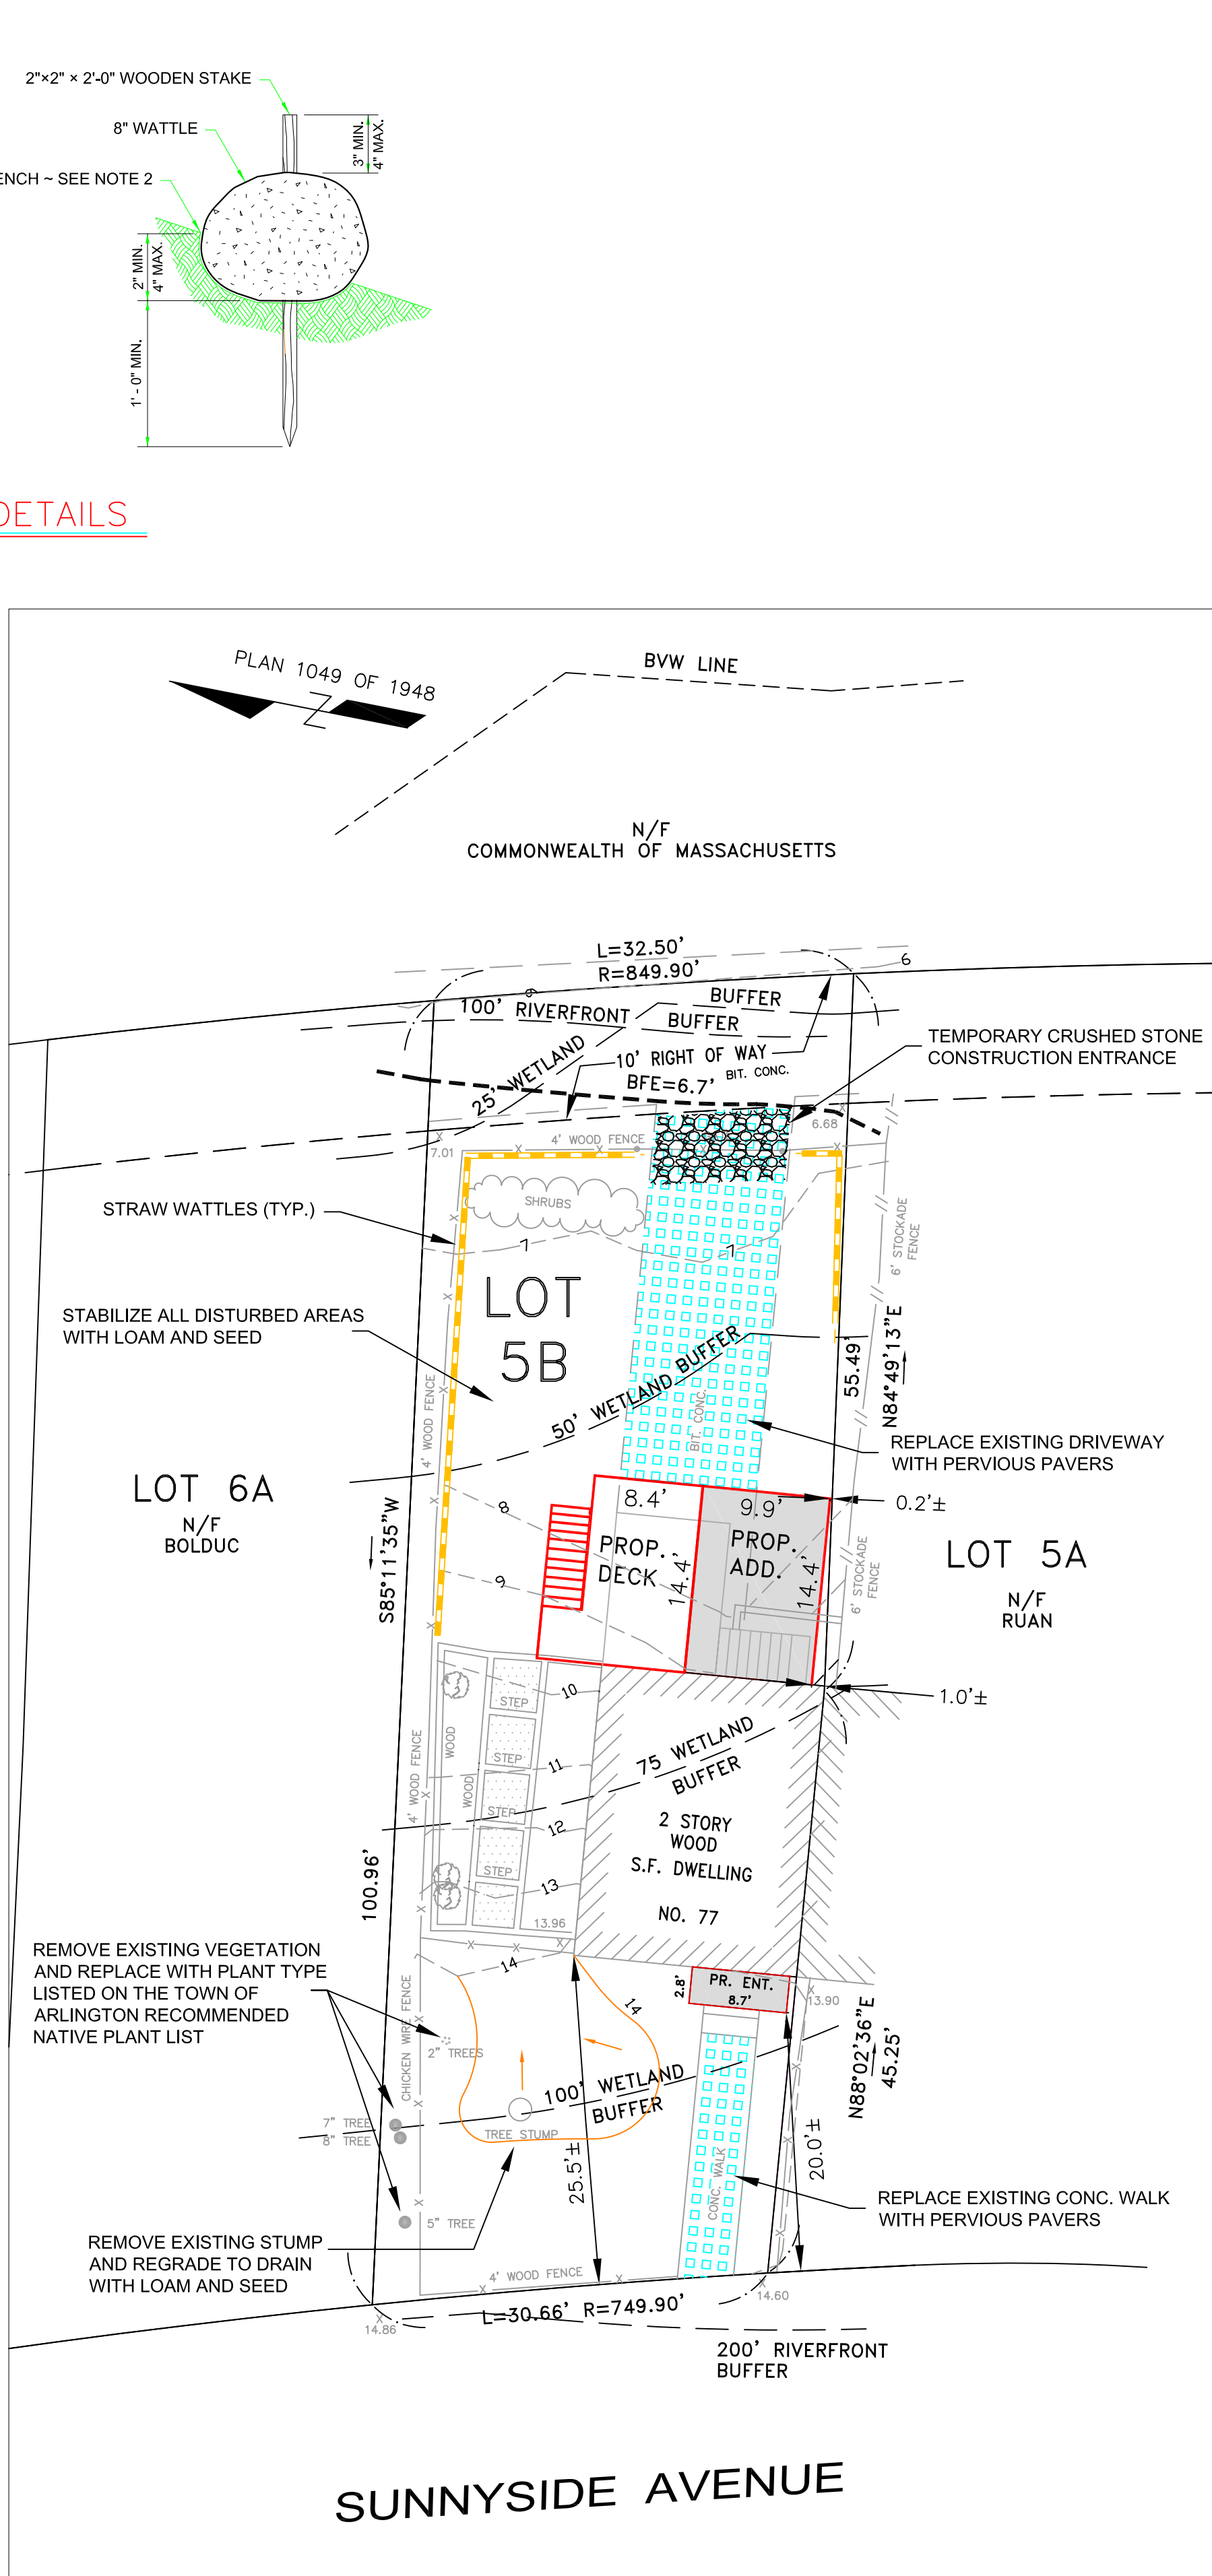 2"×2" × 2'-0" WOODEN STAKE
8" WATTLE
ENCH ~ SEE NOTE 2
3" MIN.
4" MAX.
2" MIN.
4" MAX.
1' - 0" MIN.
DETAILS
PLAN 1049 OF 1948
BVW LINE
N/F
COMMONWEALTH OF MASSACHUSETTS
L=32.50'
R=849.90'
6
6
BUFFER
100' RIVERFRONT
BUFFER
25' WETLAND
10' RIGHT OF WAY
BIT. CONC.
BFE=6.7'
TEMPORARY CRUSHED STONE
CONSTRUCTION ENTRANCE
6.68
4' WOOD FENCE
7.01
STRAW WATTLES (TYP.)
SHRUBS
7
7
6' STOCKADE
FENCE
LOT
5B
STABILIZE ALL DISTURBED AREAS
WITH LOAM AND SEED
50' WETLAND BUFFER
BIT. CONC.
55.49'
N84°49'13"E
4' WOOD FENCE
REPLACE EXISTING DRIVEWAY
WITH PERVIOUS PAVERS
LOT 6A
N/F
BOLDUC
S85°11'35"W
8
8.4'
9.9'
0.2'±
PROP.
DECK
14.4'
PROP.
ADD.
14.4'
LOT 5A
N/F
RUAN
6' STOCKADE
FENCE
9
10
1.0'±
STEP
WOOD
WOOD
4' WOOD FENCE
STEP
11
75 WETLAND
BUFFER
STEP
12
2 STORY
WOOD
S.F. DWELLING
NO. 77
STEP
13
13.96
100.96'
REMOVE EXISTING VEGETATION
AND REPLACE WITH PLANT TYPE
LISTED ON THE TOWN OF
ARLINGTON RECOMMENDED
NATIVE PLANT LIST
14
14
CHICKEN WIRE FENCE
2.8'
PR. ENT.
8.7'
13.90
N88°02'36"E
45.25'
2" TREES
100' WETLAND
BUFFER
7" TREE
8" TREE
TREE STUMP
25.5'±
CONC. WALK
20.0'±
5" TREE
REPLACE EXISTING CONC. WALK
WITH PERVIOUS PAVERS
REMOVE EXISTING STUMP
AND REGRADE TO DRAIN
WITH LOAM AND SEED
4' WOOD FENCE
14.86
L=30.66' R=749.90'
14.60
200' RIVERFRONT
BUFFER
SUNNYSIDE AVENUE